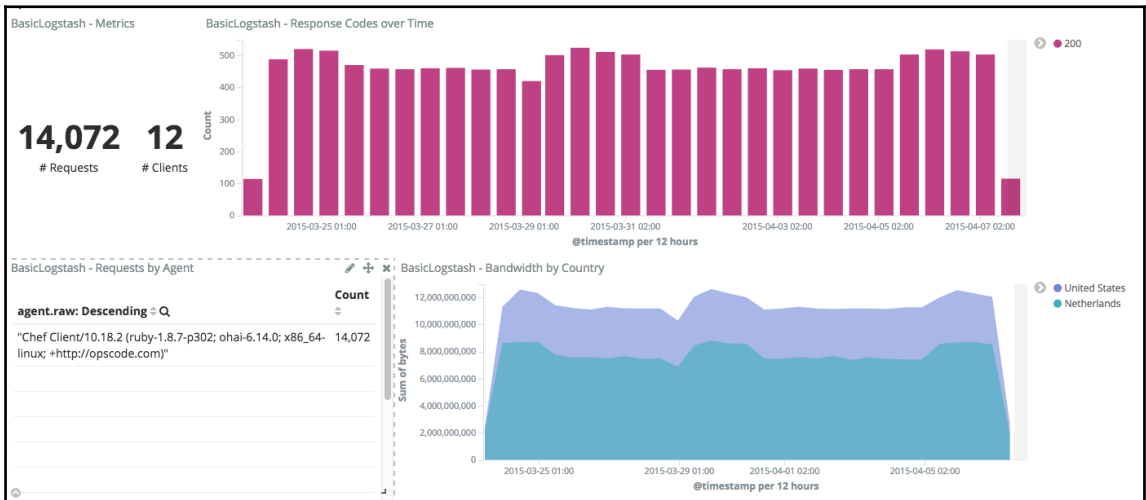 BasicLogstash - Metrics
14,072
# Requests
12
# Clients
BasicLogstash - Response Codes over Time
Count
500
400
300
200
100
0
2015-03-25 01:00
2015-03-27 01:00
2015-03-29 01:00
2015-03-31 02:00
2015-04-03 02:00
2015-04-05 02:00
2015-04-07 02:00
@timestamp per 12 hours
200
BasicLogstash - Requests by Agent
agent.raw: Descending
Count
"Chef Client/10.18.2 (ruby-1.8.7-p302; ohai-6.14.0; x86_64-
linux; +http://opscode.com)"
14,072
BasicLogstash - Bandwidth by Country
Sum of bytes
12,000,000,000
10,000,000,000
8,000,000,000
6,000,000,000
4,000,000,000
2,000,000,000
0
2015-03-25 01:00
2015-03-29 01:00
2015-04-01 02:00
2015-04-05 02:00
@timestamp per 12 hours
United States
Netherlands